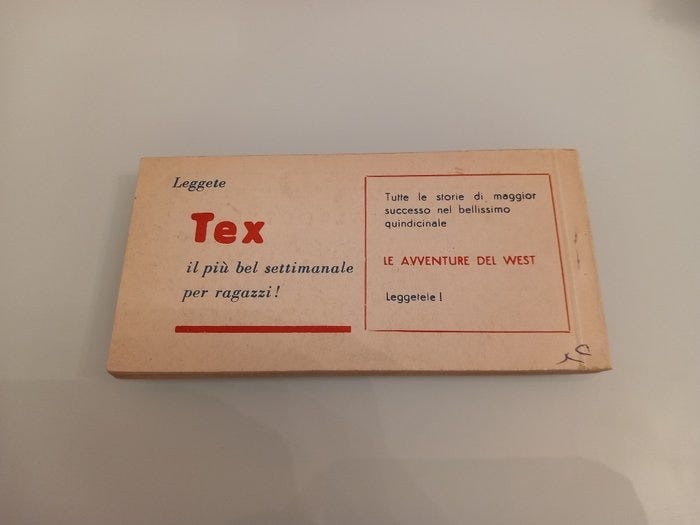 Leggete
Tex
il più bel settimanale
per ragazzi!
Tutte le storie di maggior
successo nel bellissimo
quindicinale
LE AVVENTURE DEL WEST
Leggetele!